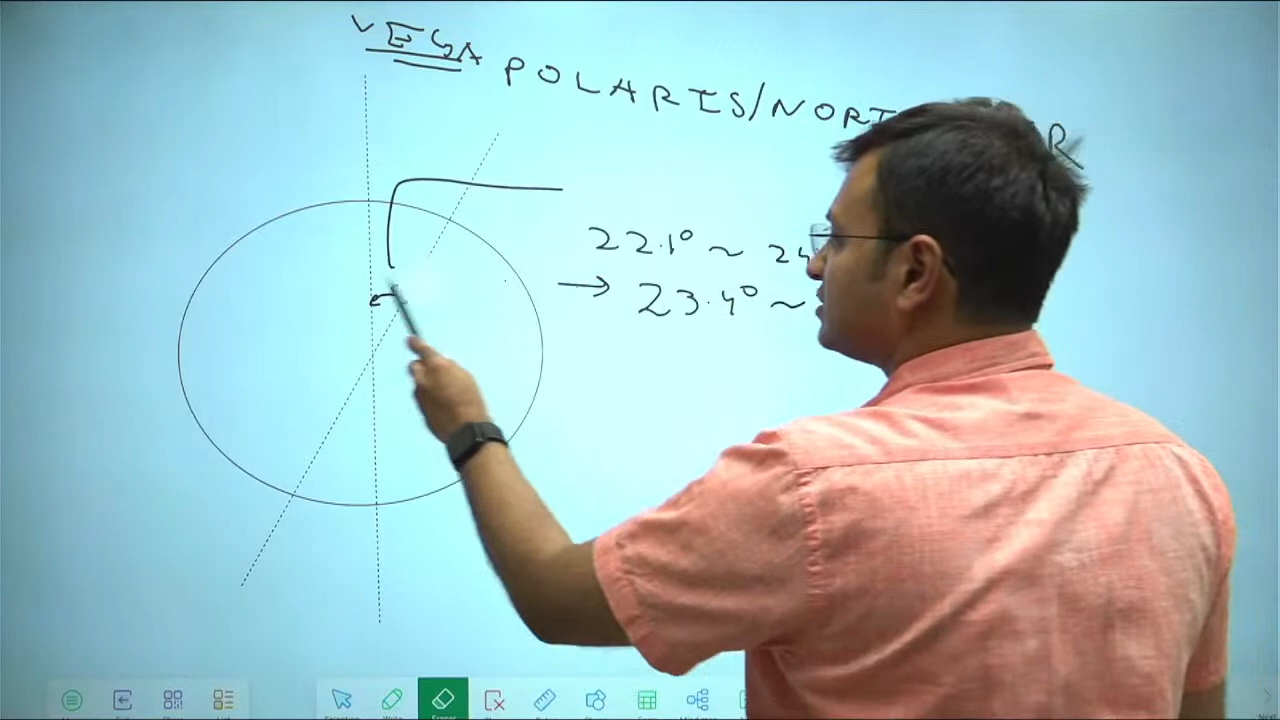 VEGA
POLARIS/NORT R
22.1° ~ 24
→ 23.4° ~